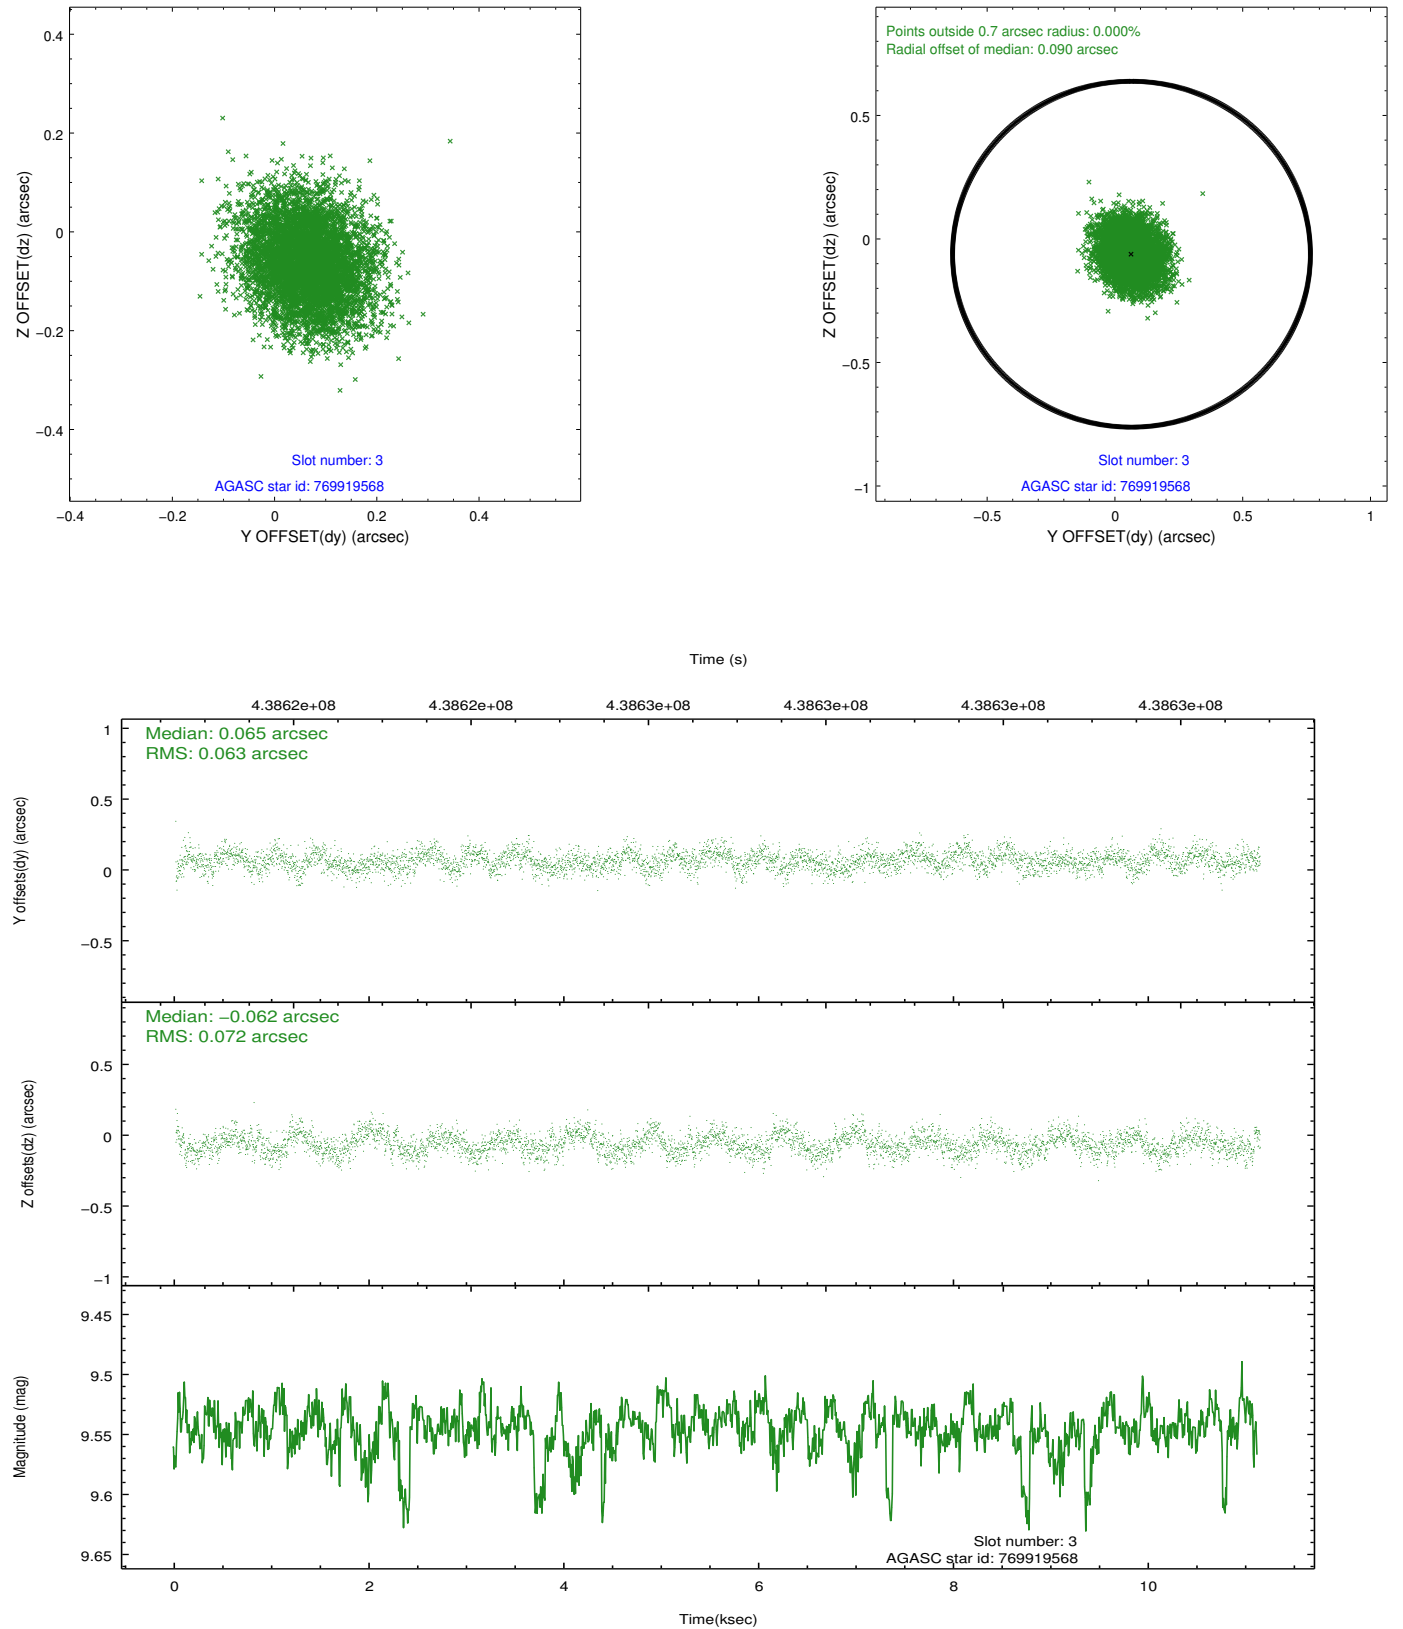 0.4
0.2
0
−0.2
−0.4
Z OFFSET(dz) (arcsec)
Slot number: 3
AGASC star id: 769919568
−0.4
−0.2
0
0.2
0.4
Y OFFSET(dy) (arcsec)
Points outside 0.7 arcsec radius: 0.000%
Radial offset of median: 0.090 arcsec
0.5
0
−0.5
−1
Z OFFSET(dz) (arcsec)
Slot number: 3
AGASC star id: 769919568
−0.5
0
0.5
1
Y OFFSET(dy) (arcsec)
Time (s)
4.3862e+08
4.3862e+08
4.3863e+08
4.3863e+08
4.3863e+08
4.3863e+08
Median: 0.065 arcsec
RMS: 0.063 arcsec
1
0.5
0
−0.5
Y offsets(dy) (arcsec)
Median: −0.062 arcsec
RMS: 0.072 arcsec
0.5
0
−0.5
−1
Z offsets(dz) (arcsec)
9.45
9.5
9.55
9.6
9.65
Magnitude (mag)
Slot number: 3
AGASC star id: 769919568
0
2
4
6
8
10
Time(ksec)